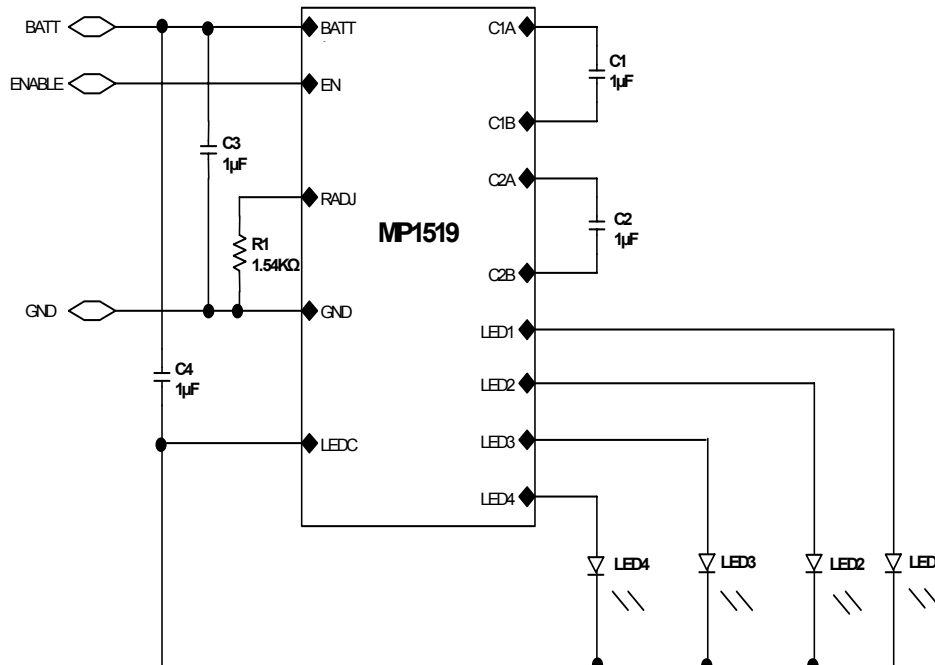 BATT
BATT
C1A
C1
1µF
ENABLE
EN
C1B
C3
1µF
C2A
RADJ
MP1519
C2
1µF
R1
1.54KΩ
C2B
GND
GND
LED1
C4
1µF
LED2
LEDC
LED3
LED4
LED4
LED3
LED2
LED